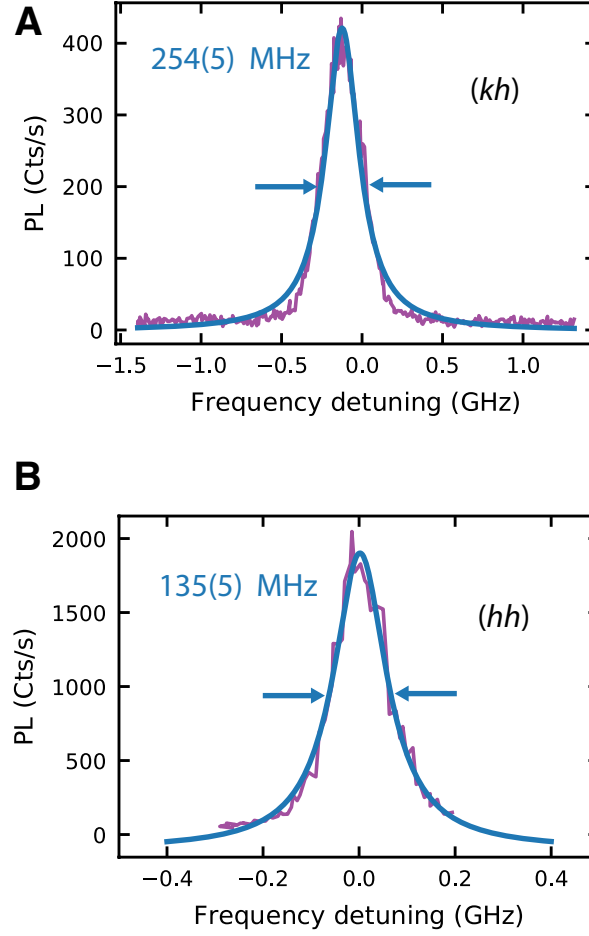 A
254(5) MHz
(kh)
400
300
200
100
0
PL (Cts/s)
−1.5
−1.0
−0.5
0.0
0.5
1.0
Frequency detuning (GHz)
B
135(5) MHz
(hh)
2000
1500
1000
500
0
PL (Cts/s)
−0.4
−0.2
0.0
0.2
0.4
Frequency detuning (GHz)